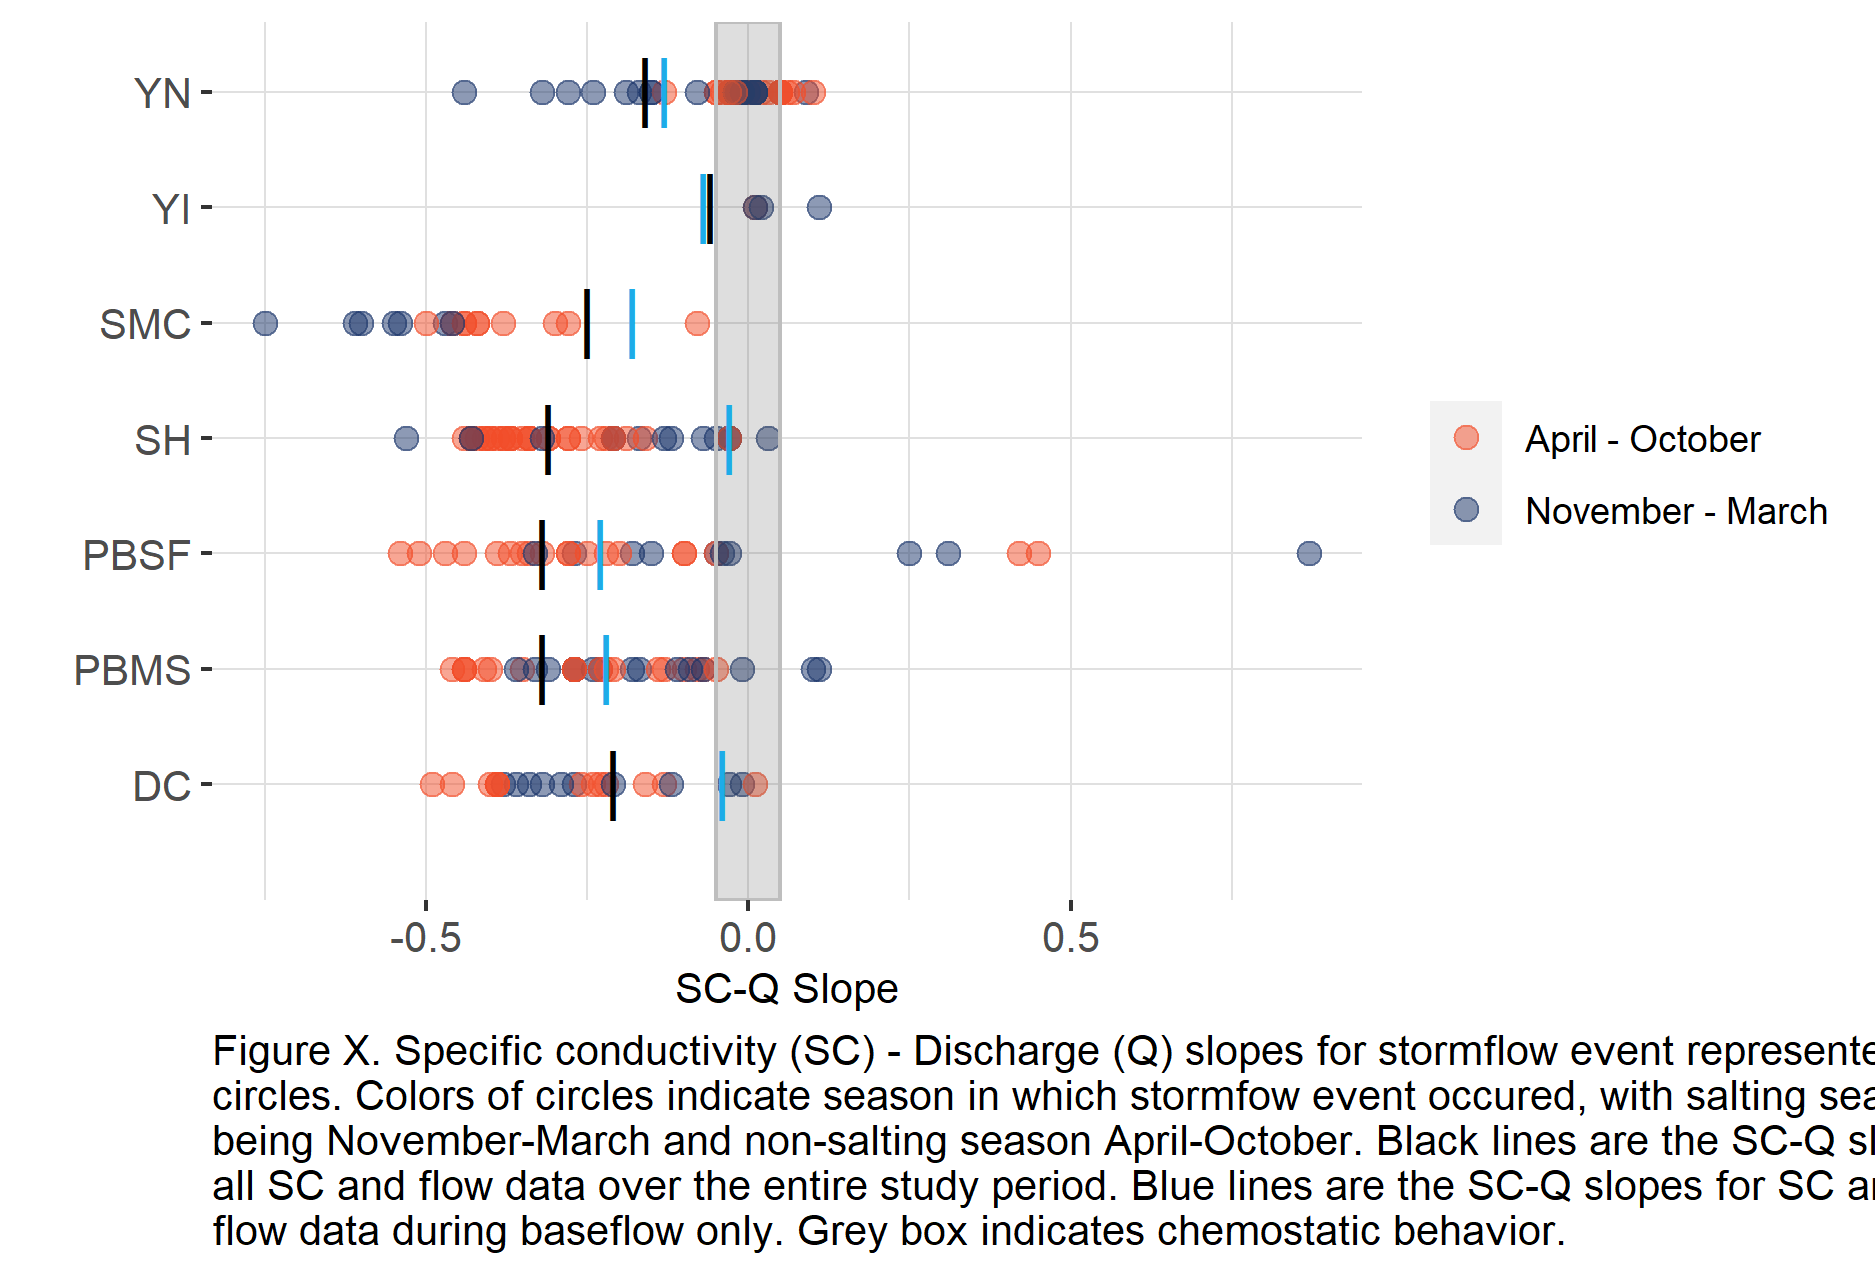 YN
YI
SMC
SH
PBSF
PBMS
DC
-0.5 0.0 0.5
SC-Q Slope
April - October
November - March
Figure X. Specific conductivity (SC) - Discharge (Q) slopes for stormflow event
circles. Colors of circles indicate season in which stormfow event occured, with salting
being November-March and non-salting season April-October. Black lines are the SC-Q
all SC and flow data over the entire study period. Blue lines are the SC-Q slopes for SC
flow data during baseflow only. Grey box indicates chemostatic behavior.